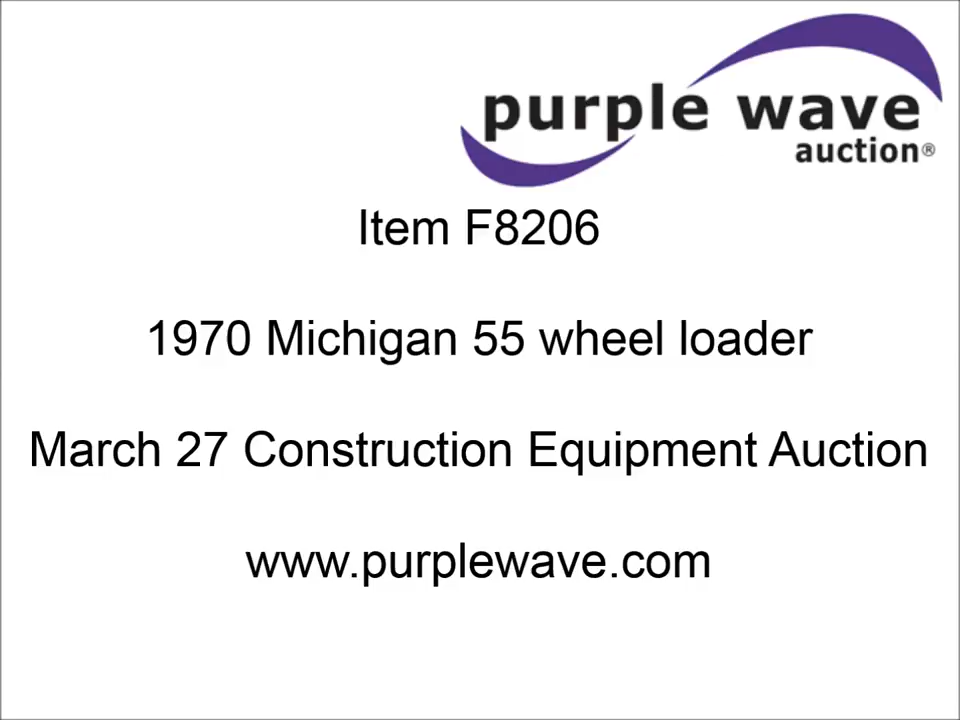 purple wave
auction®
Item F8206
1970 Michigan 55 wheel loader
March 27 Construction Equipment Auction
www.purplewave.com